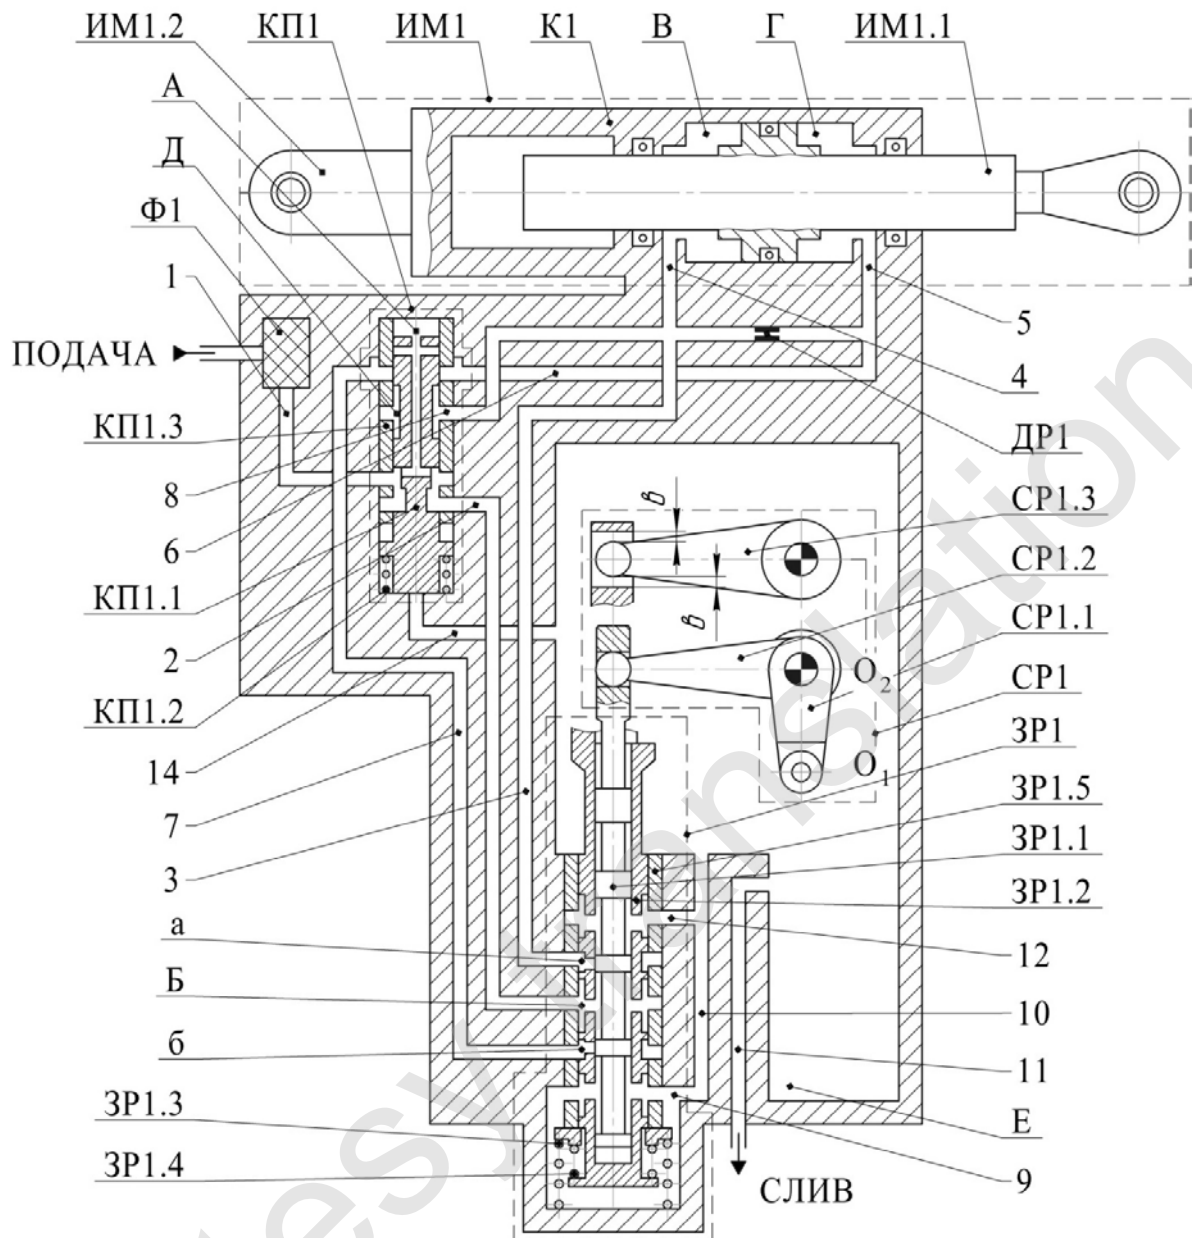 ИМ1.2 КП1 ИМ1 К1 В Г ИМ1.1
А
Д
Ф1
1
ПОДАЧА
КП1.3
8
6
КП1.1
2
КП1.2
14
7
3
а
Б
б
ЗР1.3
ЗР1.4
5
4
ДР1
СР1.3
СР1.2
СР1.1
СР1
ЗР1
ЗР1.5
ЗР1.1
ЗР1.2
12
10
11
Е
9
в
в
О2
О1
СЛИВ
desy translation